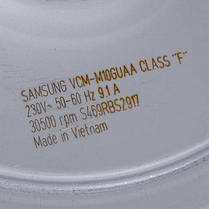 SAMSUNG VCM-M10GUAA CLASS "F"
230V~ 50-60 Hz 9.1 A
30500 rpm S469RBS2917
Made in Vietnam